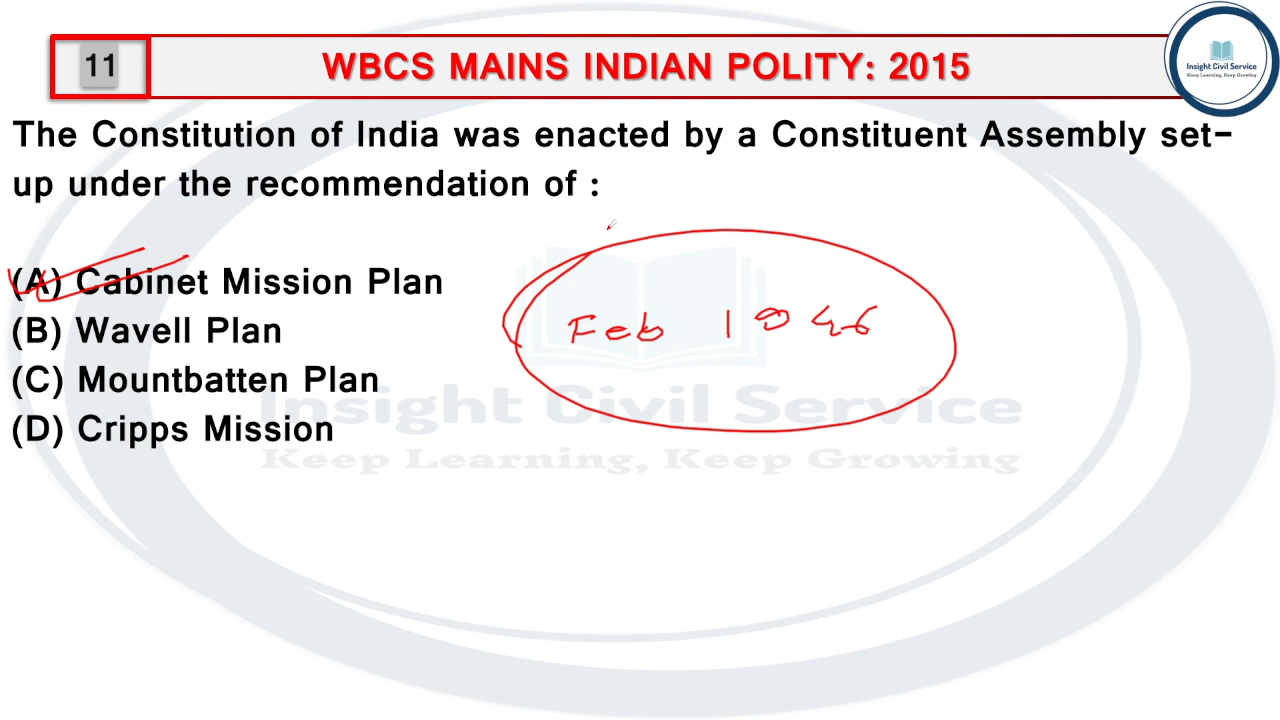 11
WBCS MAINS INDIAN POLITY: 2015
Insight Civil Service
Keep Learning, Keep Growing
The Constitution of India was enacted by a Constituent Assembly set-
up under the recommendation of :
(A) Cabinet Mission Plan
(B) Wavell Plan
Feb 1946
(C) Mountbatten Plan
(D) Cripps Mission
Insight Civil Service
Keep Learning, Keep Growing